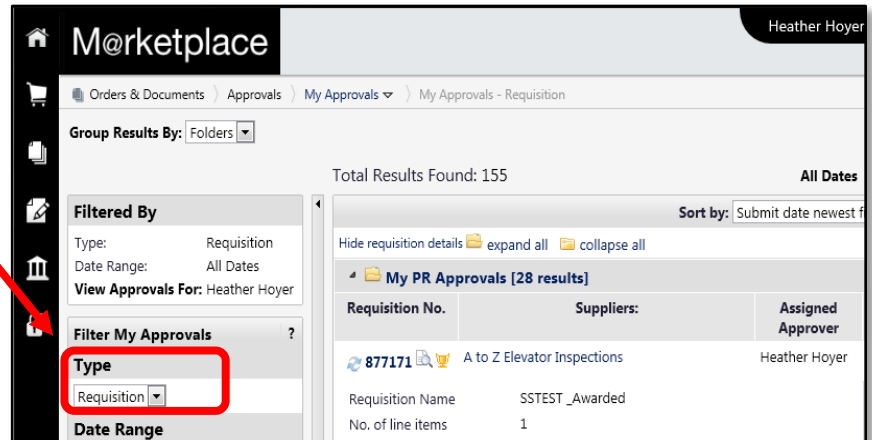 M@rketplace
Heather Hoyer
Orders & Documents Approvals My Approvals My Approvals - Requisition
Group Results By: Folders
Total Results Found: 155
All Dates
Filtered By
Type: Requisition
Date Range: All Dates
View Approvals For: Heather Hoyer
Filter My Approvals ?
Type
Requisition
Date Range
Sort by: Submit date newest f
Hide requisition details expand all collapse all
My PR Approvals [28 results]
Requisition No. Suppliers: Assigned Approver
877171 A to Z Elevator Inspections Heather Hoyer
Requisition Name SSTEST _Awarded
No. of line items 1